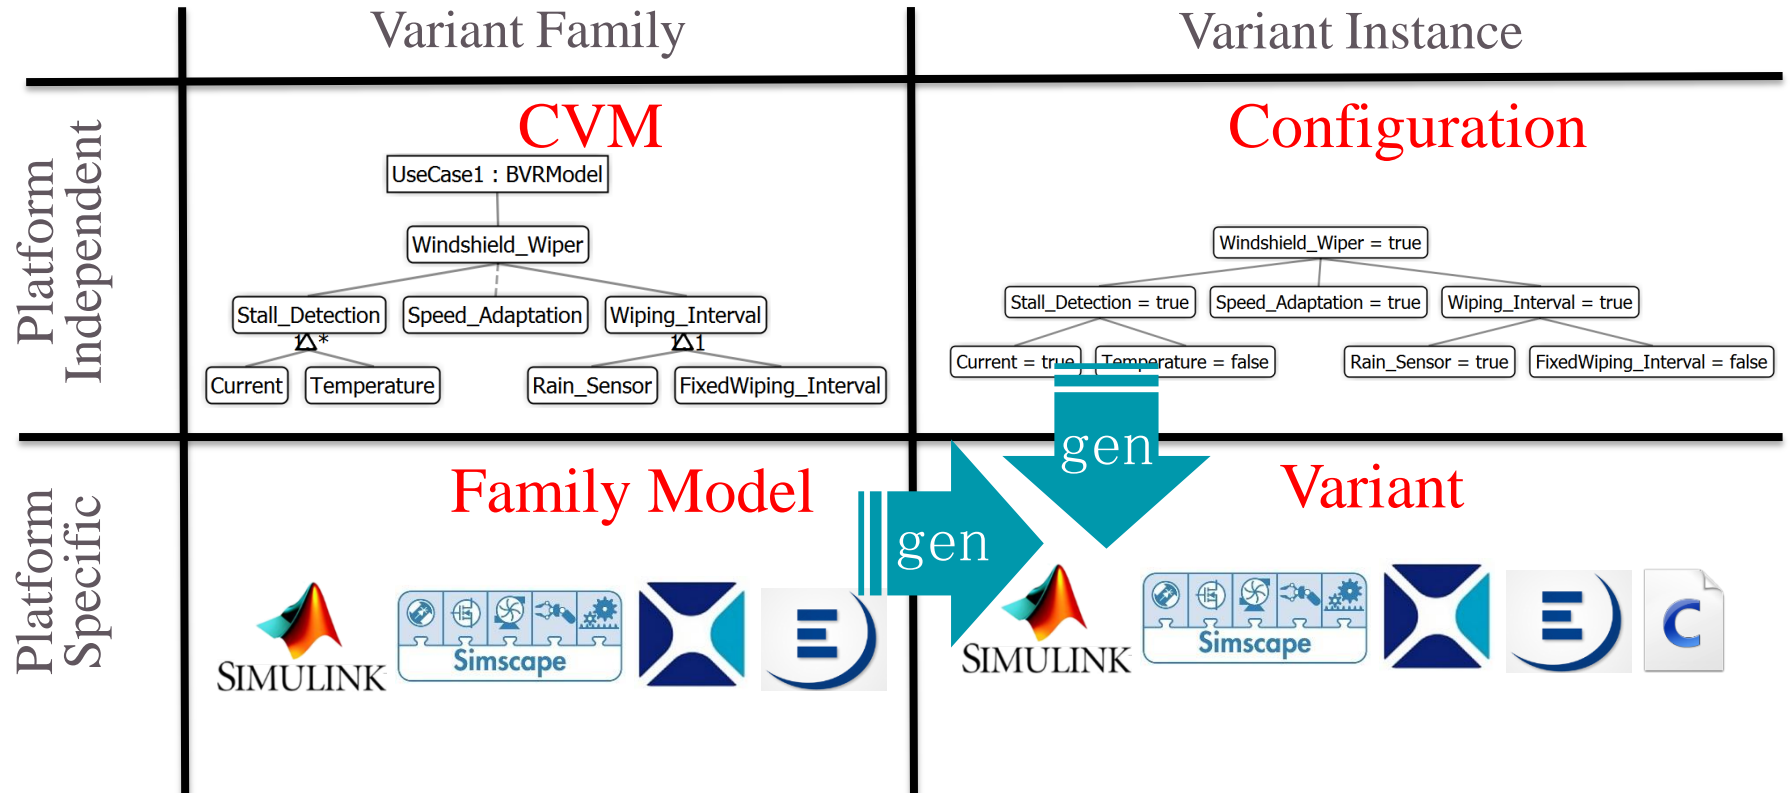 Variant Family
Variant Instance
Platform
Independent
CVM
UseCase1 : BVRModel
Windshield_Wiper
Stall_Detection
Speed_Adaptation
Wiping_Interval
1..*
1..1
Current
Temperature
Rain_Sensor
FixedWiping_Interval
Configuration
Windshield_Wiper = true
Stall_Detection = true
Speed_Adaptation = true
Wiping_Interval = true
Current = true
Temperature = false
Rain_Sensor = true
FixedWiping_Interval = false
gen
Platform
Specific
Family Model
SIMULINK
Simscape
E
gen
Variant
SIMULINK
Simscape
E
C